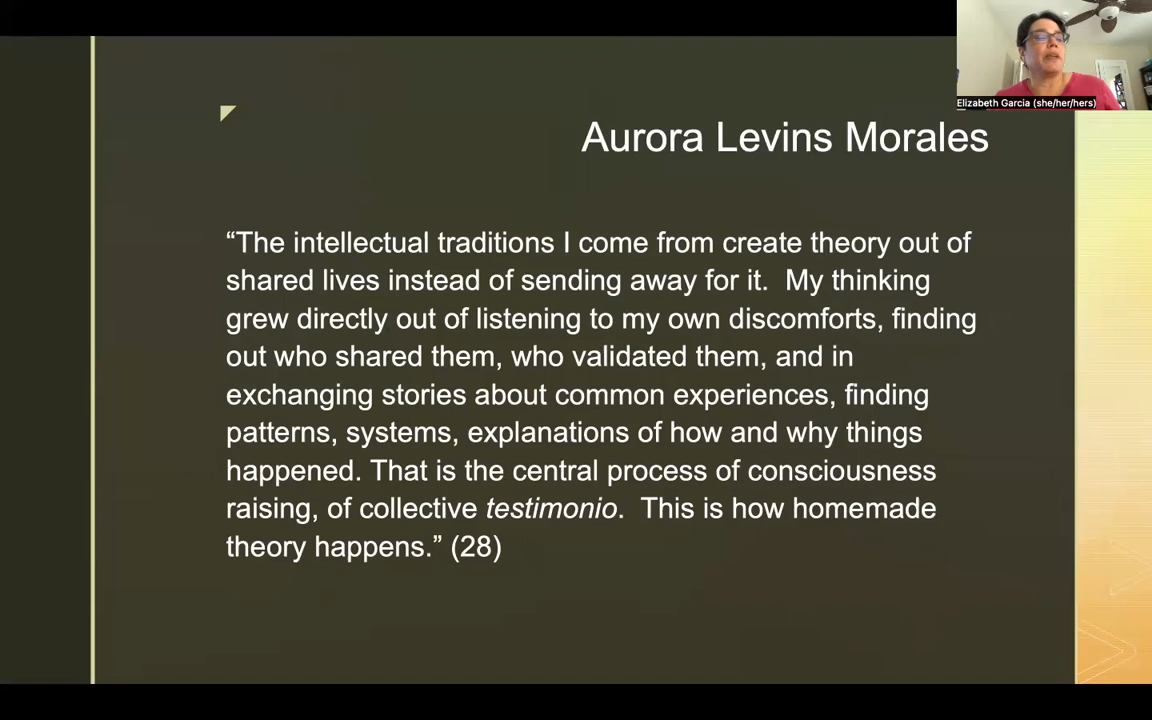 Elizabeth Garcia (she/her/hers)
Aurora Levins Morales
“The intellectual traditions I come from create theory out of
shared lives instead of sending away for it.  My thinking
grew directly out of listening to my own discomforts, finding
out who shared them, who validated them, and in
exchanging stories about common experiences, finding
patterns, systems, explanations of how and why things
happened. That is the central process of consciousness
raising, of collective testimonio.  This is how homemade
theory happens.” (28)